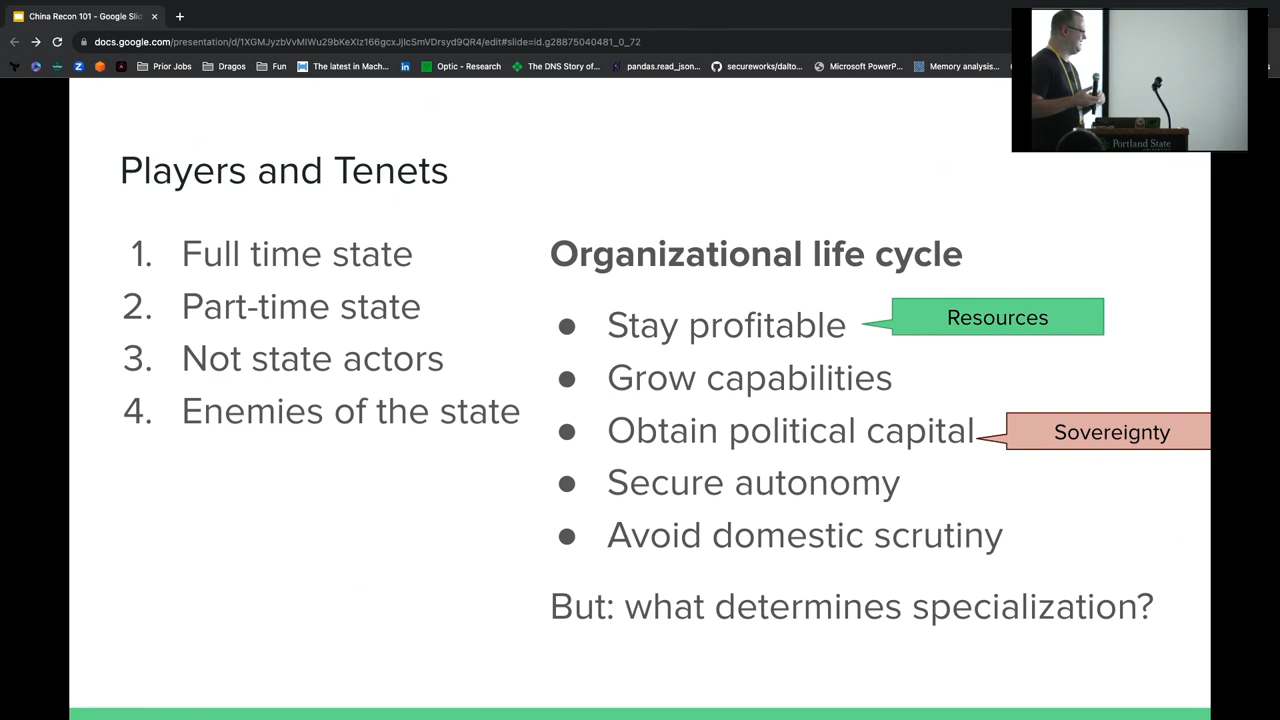 China Recon 101 - Google Slid
docs.google.com/presentation/d/1XGMJyzbVvMIWu29bKeXIz166gcxJjlcSmVDrsyd9QR4/edit#slide=id.g28875040481_0_72
Prior Jobs
Dragos
Fun
The latest in Mach...
Optic - Research
The DNS Story of...
pandas.read_json...
secureworks/dalto...
Microsoft PowerP...
Memory analysis...
Portland State
Players and Tenets
1. Full time state
2. Part-time state
3. Not state actors
4. Enemies of the state
Organizational life cycle
● Stay profitable
Resources
● Grow capabilities
● Obtain political capital
Sovereignty
● Secure autonomy
● Avoid domestic scrutiny
But: what determines specialization?